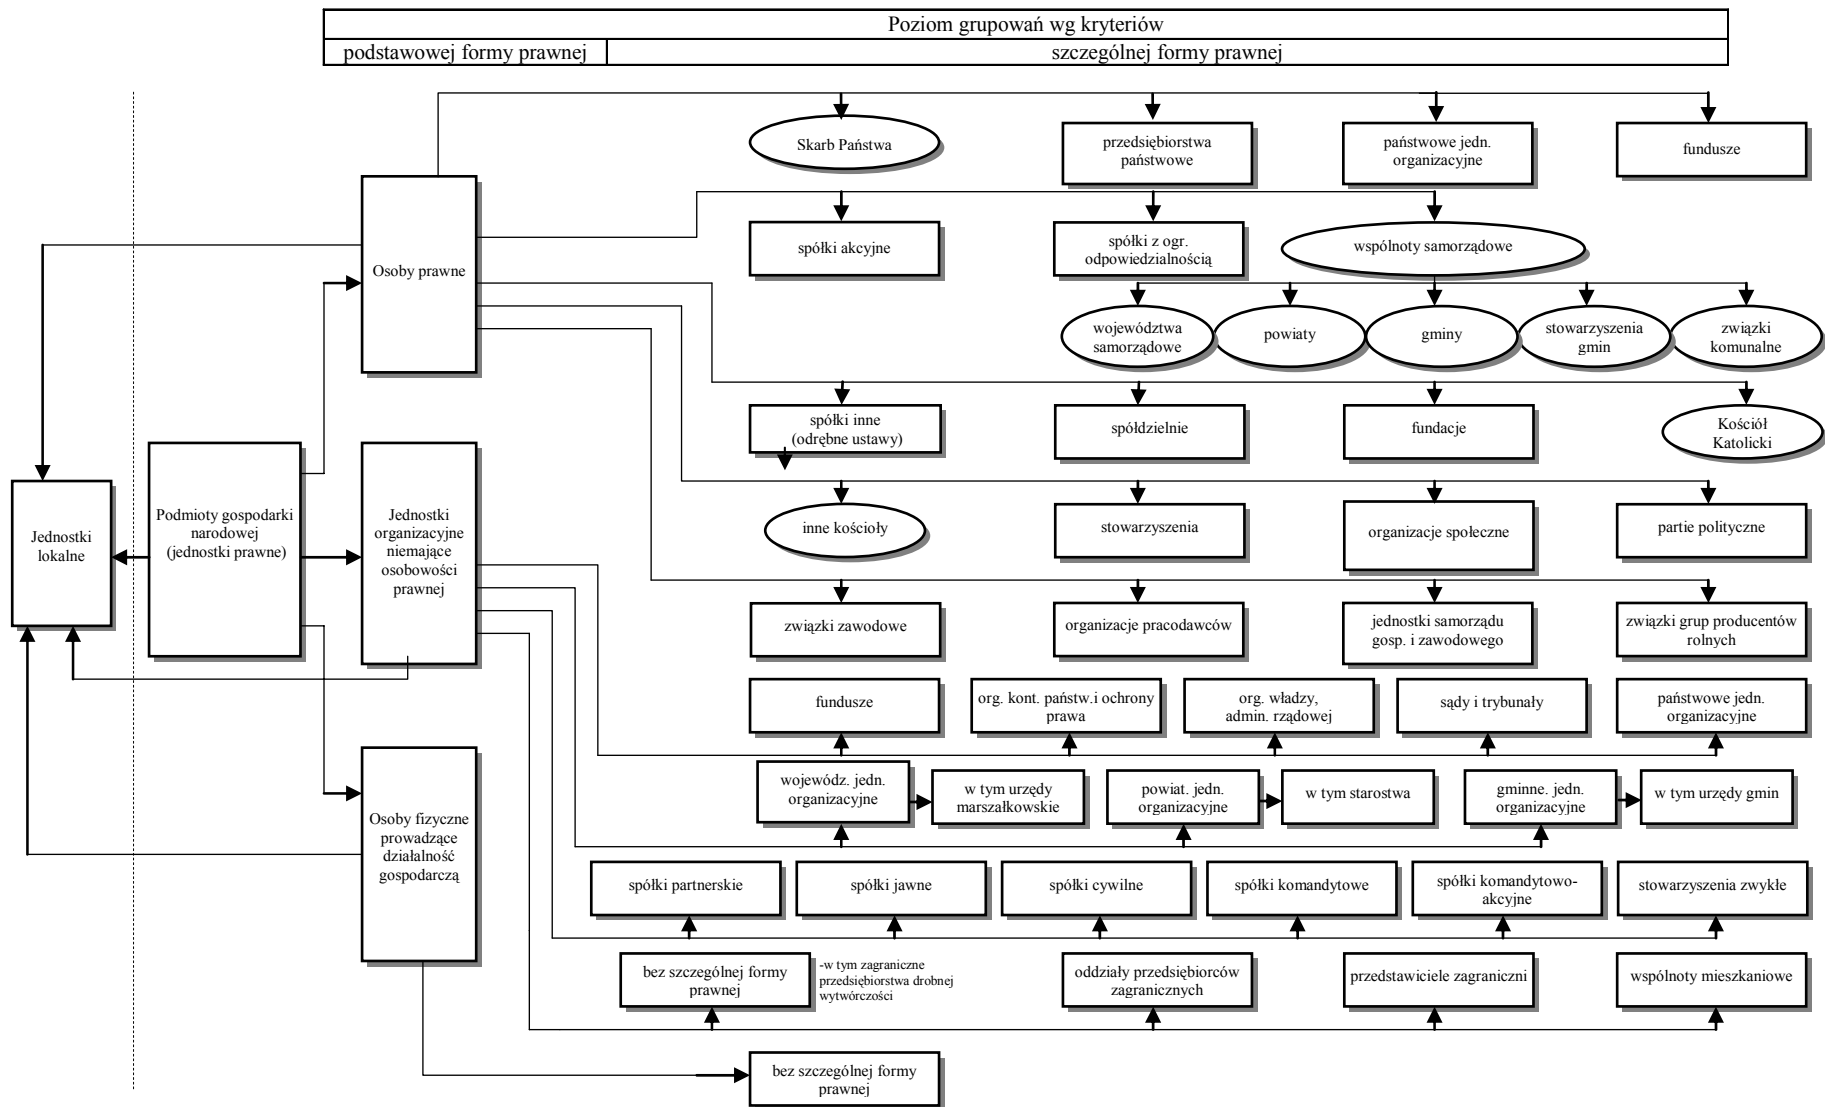 Poziom grupowań wg kryteriów
podstawowej formy prawnej
szczególnej formy prawnej
Skarb Państwa
przedsiębiorstwa
państwowe
państwowe jedn.
organizacyjne
fundusze
Osoby prawne
spółki akcyjne
spółki z ogr.
odpowiedzialnością
wspólnoty samorządowe
województwa
samorządowe
powiaty
gminy
stowarzyszenia
gmin
związki
komunalne
spółki inne
(odrębne ustawy)
spółdzielnie
fundacje
Kościół
Katolicki
Jednostki
lokalne
Podmioty gospodarki
narodowej
(jednostki prawne)
Jednostki
organizacyjne
niemające
osobowości
prawnej
inne kościoły
stowarzyszenia
organizacje społeczne
partie polityczne
związki zawodowe
organizacje pracodawców
jednostki samorządu
gosp. i zawodowego
związki grup producentów
rolnych
fundusze
org. kont. państw.i ochrony
prawa
org. władzy,
admin. rządowej
sądy i trybunały
państwowe jedn.
organizacyjne
wojewódz. jedn.
organizacyjne
w tym urzędy
marszałkowskie
powiat. jedn.
organizacyjne
w tym starostwa
gminne. jedn.
organizacyjne
w tym urzędy gmin
Osoby fizyczne
prowadzące
działalność
gospodarczą
spółki partnerskie
spółki jawne
spółki cywilne
spółki komandytowe
spółki komandytowo-
akcyjne
stowarzyszenia zwykłe
bez szczególnej formy
prawnej
-w tym zagraniczne
przedsiębiorstwa drobnej
wytwórczości
oddziały przedsiębiorców
zagranicznych
przedstawiciele zagraniczni
wspólnoty mieszkaniowe
bez szczególnej formy
prawnej